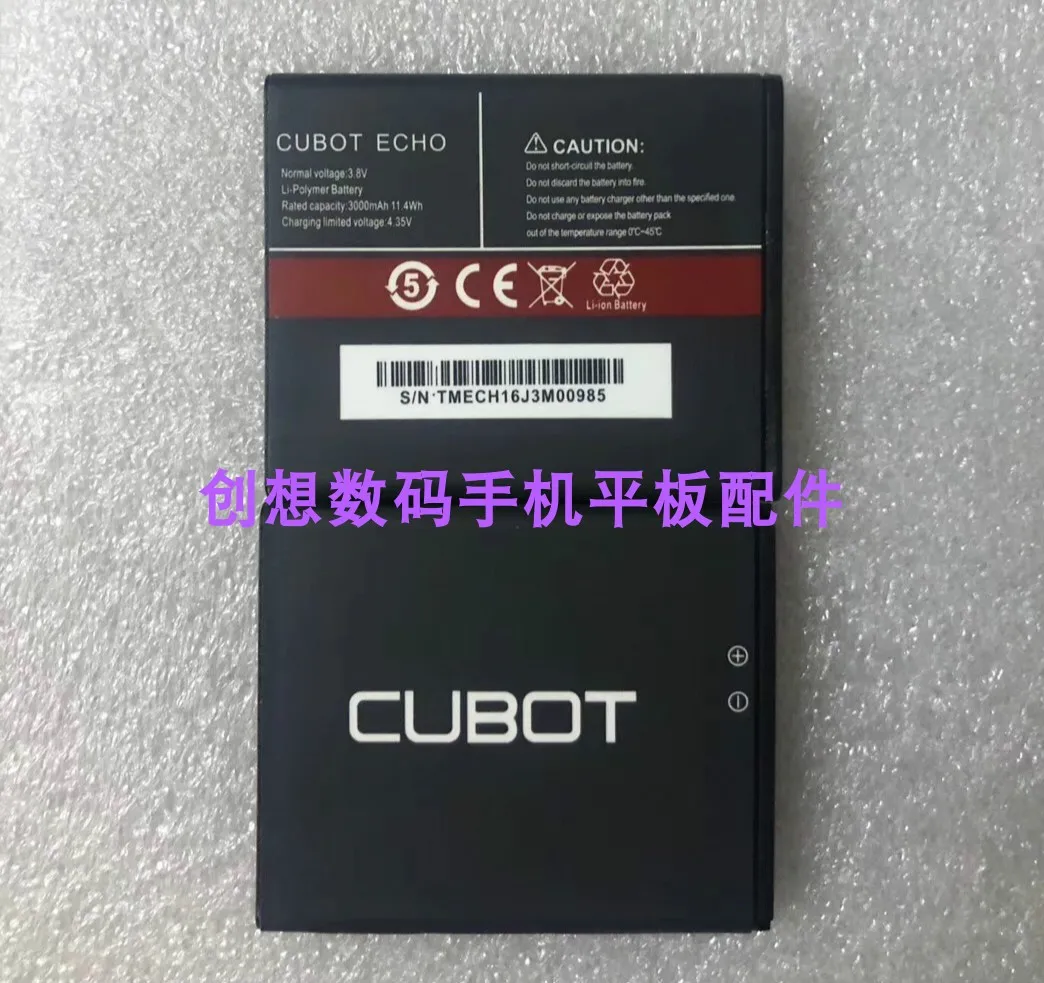 CUBOT ECHO
Normal voltage:3.8V
Li-Polymer Battery
Rated capacity:3000mAh 11.4Wh
Charging limited voltage:4.35V
CAUTION:
Do not short-circuit the battery.
Do not discard the battery into fire.
Do not use any battery charger other than the specified one.
Do not charge or expose the battery pack
out of the temperature range 0℃~45℃
5
CE
Li-ion Battery
S/N:TMECH16J3M00985
创想数码手机平板配件
CUBOT